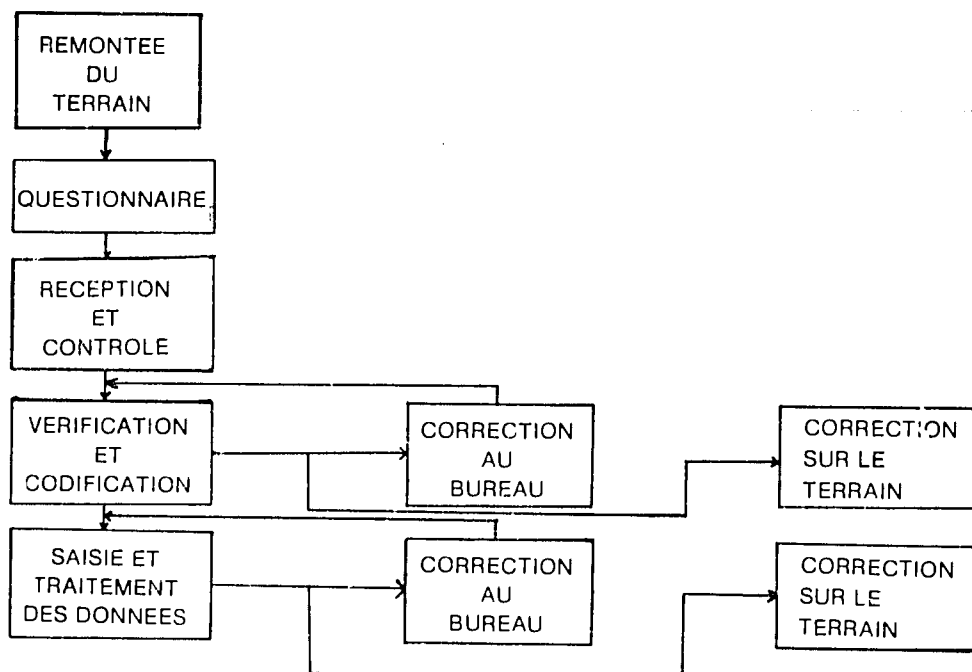 REMONTEE
DU
TERRAIN
QUESTIONNAIRE
RECEPTION
ET
CONTROLE
VERIFICATION
ET
CODIFICATION
CORRECTION
AU
BUREAU
CORRECTION
SUR LE
TERRAIN
SAISIE ET
TRAITEMENT
DES DONNEES
CORRECTION
AU
BUREAU
CORRECTION
SUR LE
TERRAIN